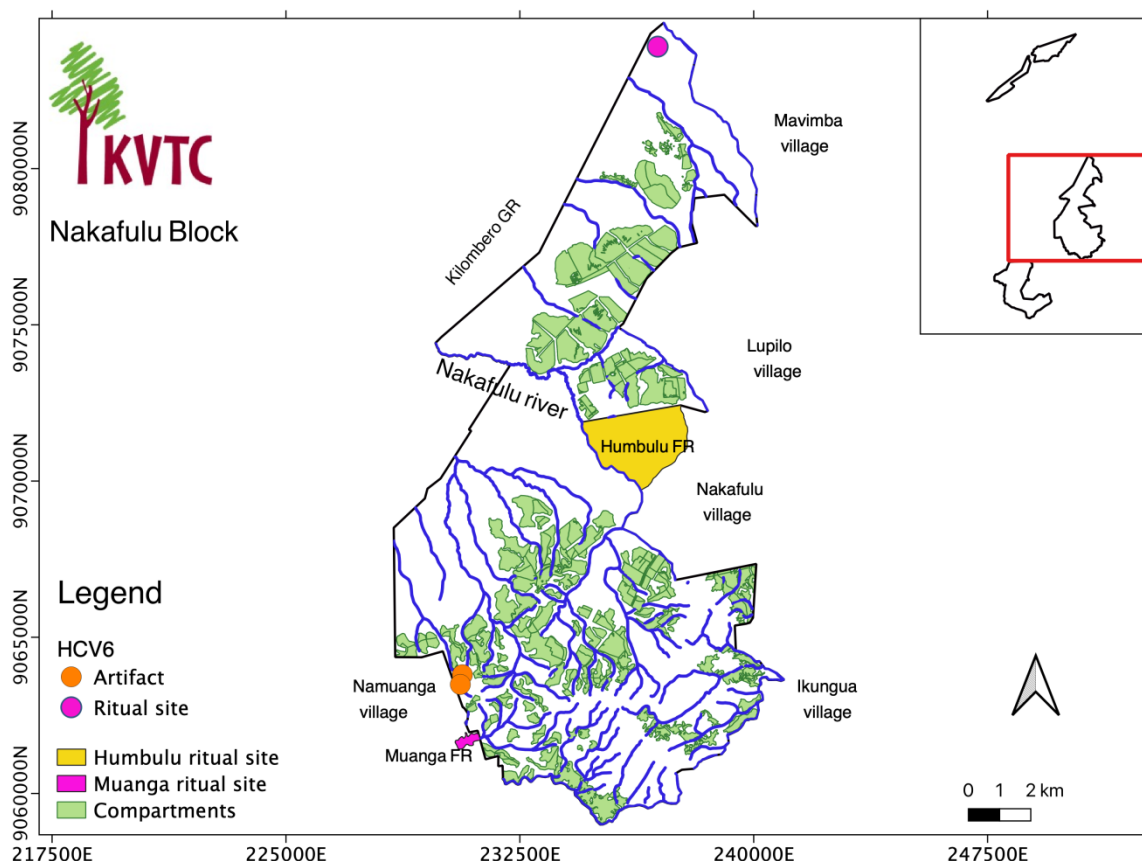 KVTC
Nakafulu Block
Mavimba
village
Kilombero GR
Lupilo
village
Nakafulu river
Humbulu FR
Nakafulu
village
Namuanga
village
Ikungua
village
Muanga FR
Legend
HCV6
Artifact
Ritual site
Humbulu ritual site
Muanga ritual site
Compartments
0 1 2 km
9080000N
9075000N
9070000N
9065000N
9060000N
217500E 225000E 232500E 240000E 247500E